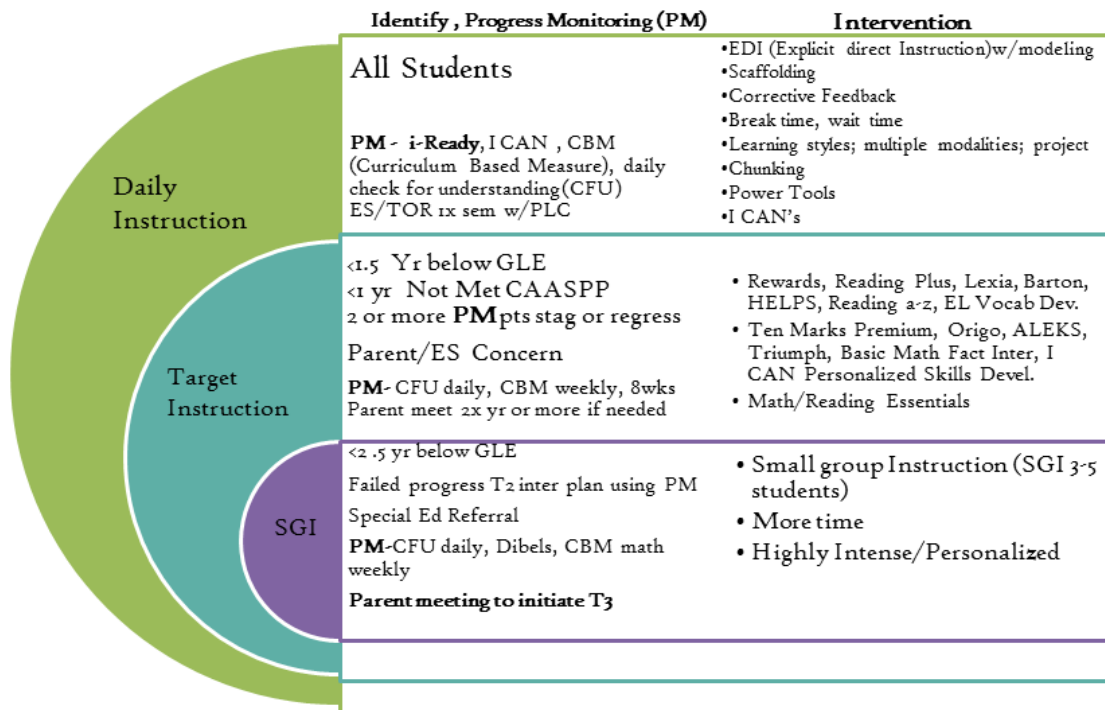 Identify , Progress Monitoring (PM)
Intervention
Daily
Instruction
All Students
PM - i-Ready, I CAN , CBM
(Curriculum Based Measure), daily
check for understanding(CFU)
ES/TOR 1x sem w/PLC
•EDI (Explicit direct Instruction)w/modeling
•Scaffolding
•Corrective Feedback
•Break time, wait time
•Learning styles; multiple modalities; project
•Chunking
•Power Tools
•I CAN's
Target
Instruction
<1.5 Yr below GLE
<1 yr Not Met CAASPP
2 or more PM pts stag or regress
Parent/ES Concern
PM- CFU daily, CBM weekly, 8wks
Parent meet 2x yr or more if needed
• Rewards, Reading Plus, Lexia, Barton,
HELPS, Reading a-z, EL Vocab Dev.
• Ten Marks Premium, Origo, ALEKS,
Triumph, Basic Math Fact Inter, I
CAN Personalized Skills Devel.
• Math/Reading Essentials
SGI
<2 .5 yr below GLE
Failed progress T2 inter plan using PM
Special Ed Referral
PM-CFU daily, Dibels, CBM math
weekly
Parent meeting to initiate T3
• Small group Instruction (SGI 3-5
students)
• More time
• Highly Intense/Personalized